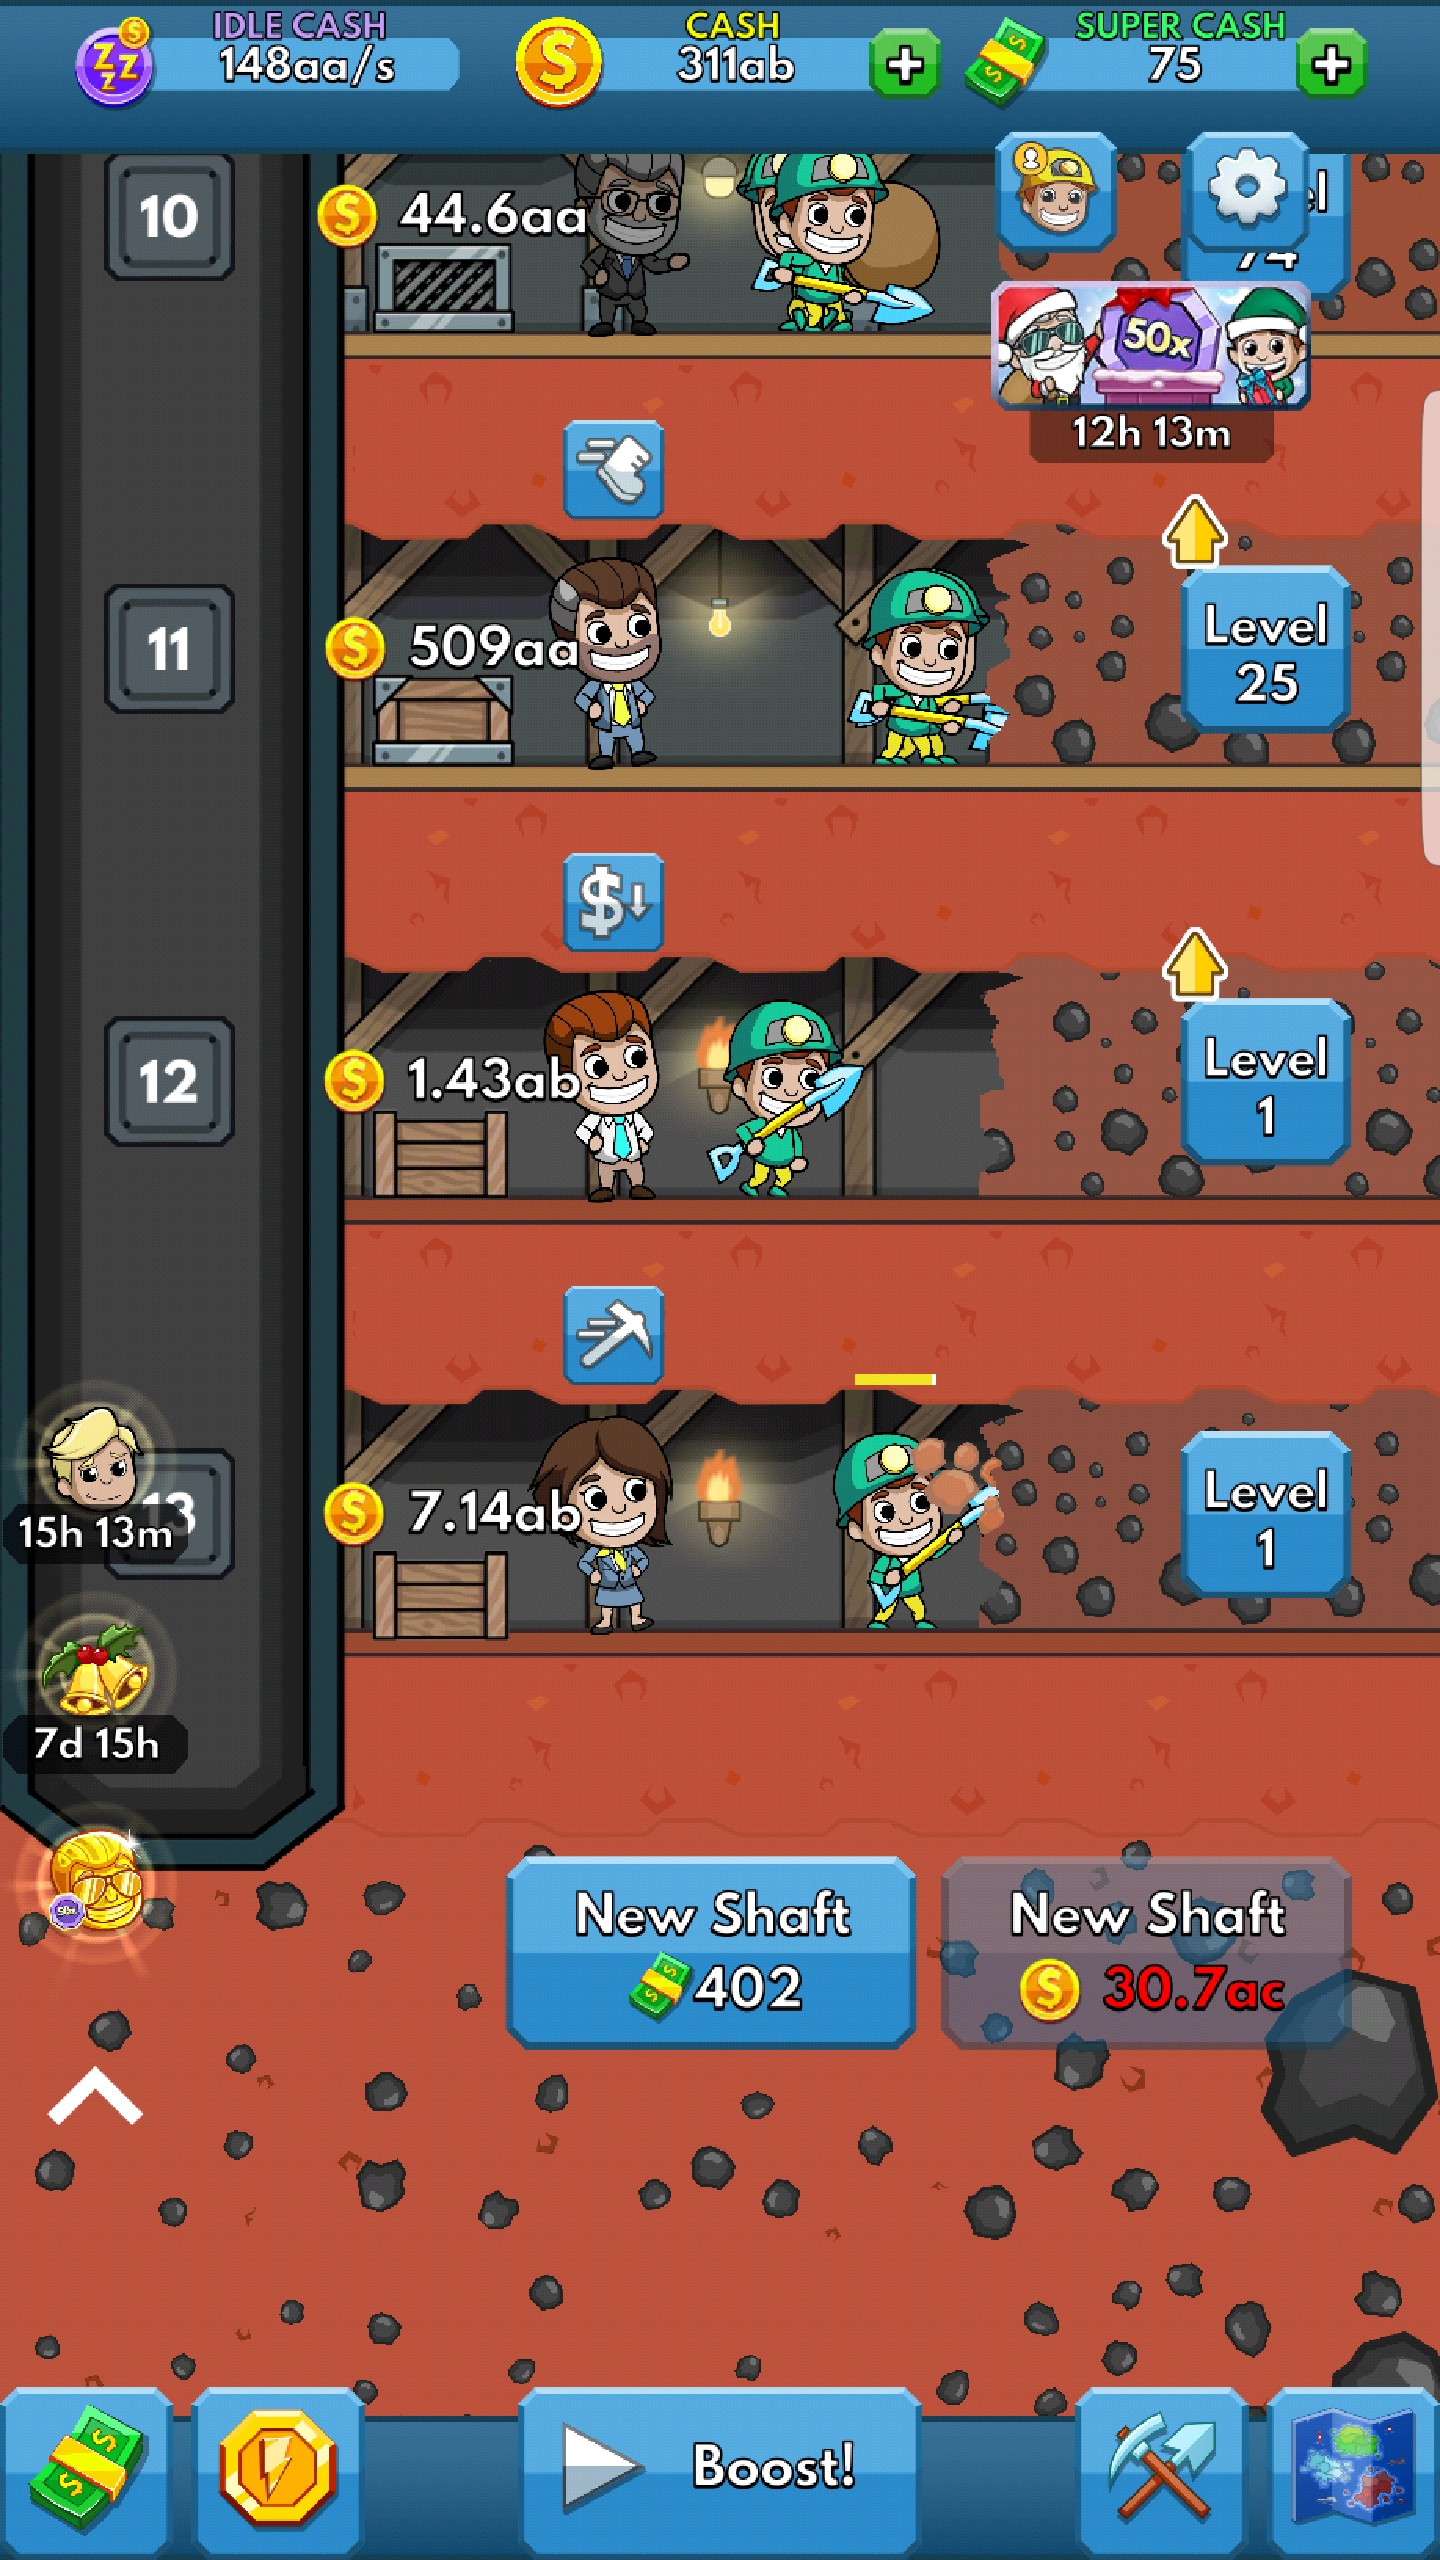 IDLE CASH
148aa/s
CASH
311ab
SUPER CASH
75
10
44.6aa
74
50x
12h 13m
11
509aa
Level
25
12
1.43ab
Level
1
13
7.14ab
Level
1
15h 13m
7d 15h
New Shaft
402
New Shaft
30.7ac
Boost!